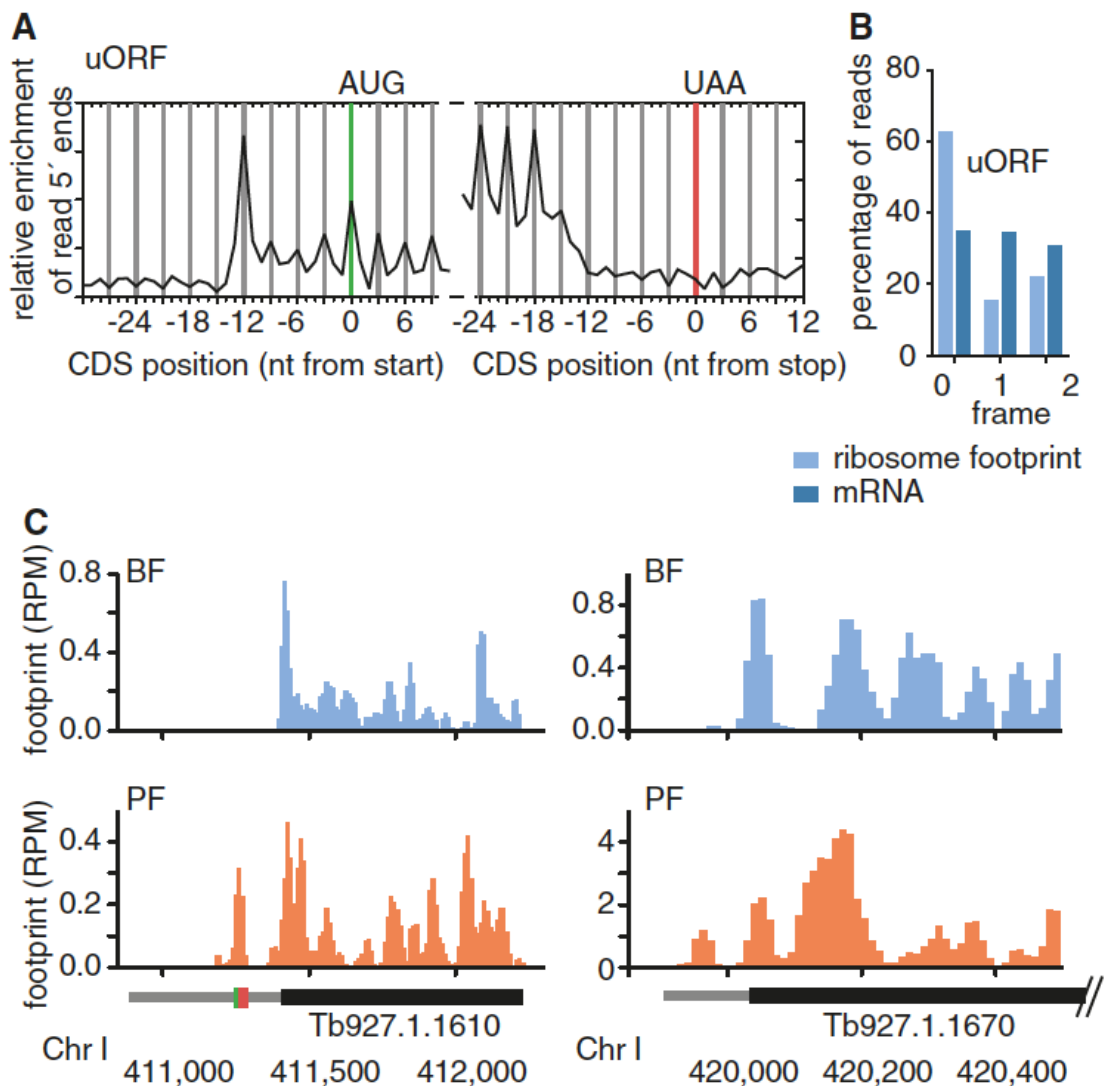 A
uORF
AUG
UAA
relative enrichment
of read 5´ ends
-24 -18 -12 -6 0 6
-24 -18 -12 -6 0 6 12
CDS position (nt from start)
CDS position (nt from stop)
B
percentage of reads
80
60
40
20
0
uORF
0 1 2
frame
ribosome footprint
mRNA
C
footprint (RPM)
0.8
0.4
0.0
BF
0.8
0.4
0.0
BF
footprint (RPM)
0.4
0.2
0.0
PF
4
2
0
PF
Tb927.1.1610
Tb927.1.1670
Chr I
411,000 411,500 412,000
420,000 420,200 420,400